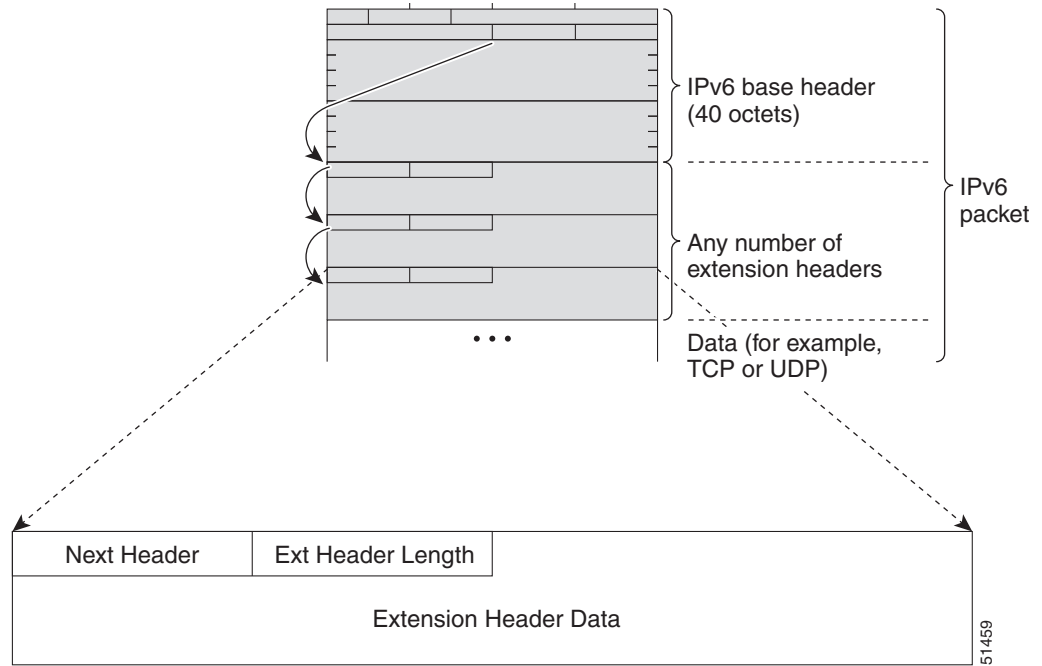 IPv6 base header
(40 octets)
IPv6
packet
Any number of
extension headers
Data (for example,
TCP or UDP)
Next Header
Ext Header Length
Extension Header Data
51459